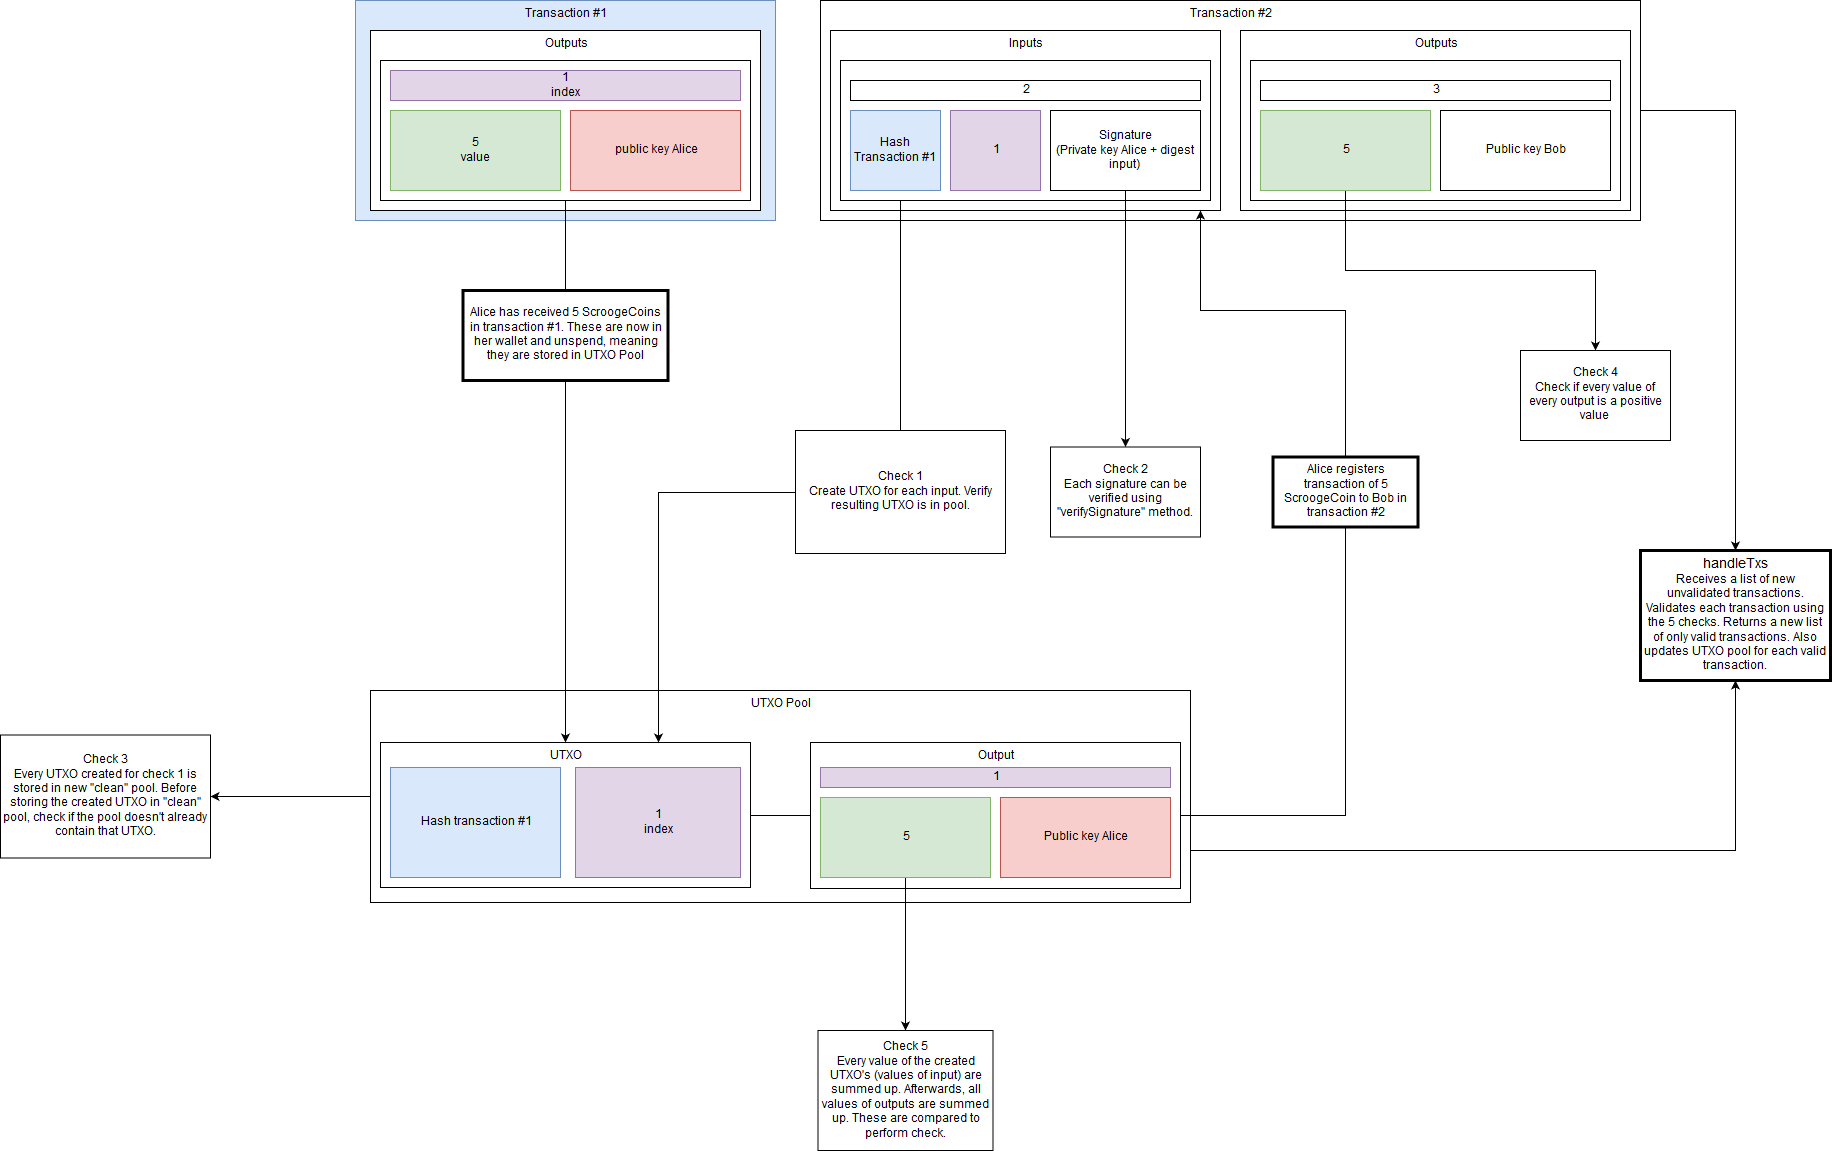 Transaction #1
Outputs
1
index
5
value
public key Alice
Transaction #2
Inputs
2
Hash
Transaction #1
1
Signature
(Private key Alice + digest
input)
Outputs
3
5
Public key Bob
Alice has received 5 ScroogeCoins
in transaction #1. These are now in
her wallet and unspend, meaning
they are stored in UTXO Pool
Check 4
Check if every value of
every output is a positive
value
Check 1
Create UTXO for each input. Verify
resulting UTXO is in pool.
Check 2
Each signature can be
verified using
"verifySignature" method.
Alice registers
transaction of 5
ScroogeCoin to Bob in
transaction #2
handleTxs
Receives a list of new
unvalidated transactions.
Validates each transaction using
the 5 checks. Returns a new list
of only valid transactions. Also
updates UTXO pool for each valid
transaction.
UTXO Pool
UTXO
Hash transaction #1
1
index
Output
1
5
Public key Alice
Check 3
Every UTXO created for check 1 is
stored in new "clean" pool. Before
storing the created UTXO in "clean"
pool, check if the pool doesn't already
contain that UTXO.
Check 5
Every value of the created
UTXO's (values of input) are
summed up. Afterwards, all
values of outputs are summed
up. These are compared to
perform check.